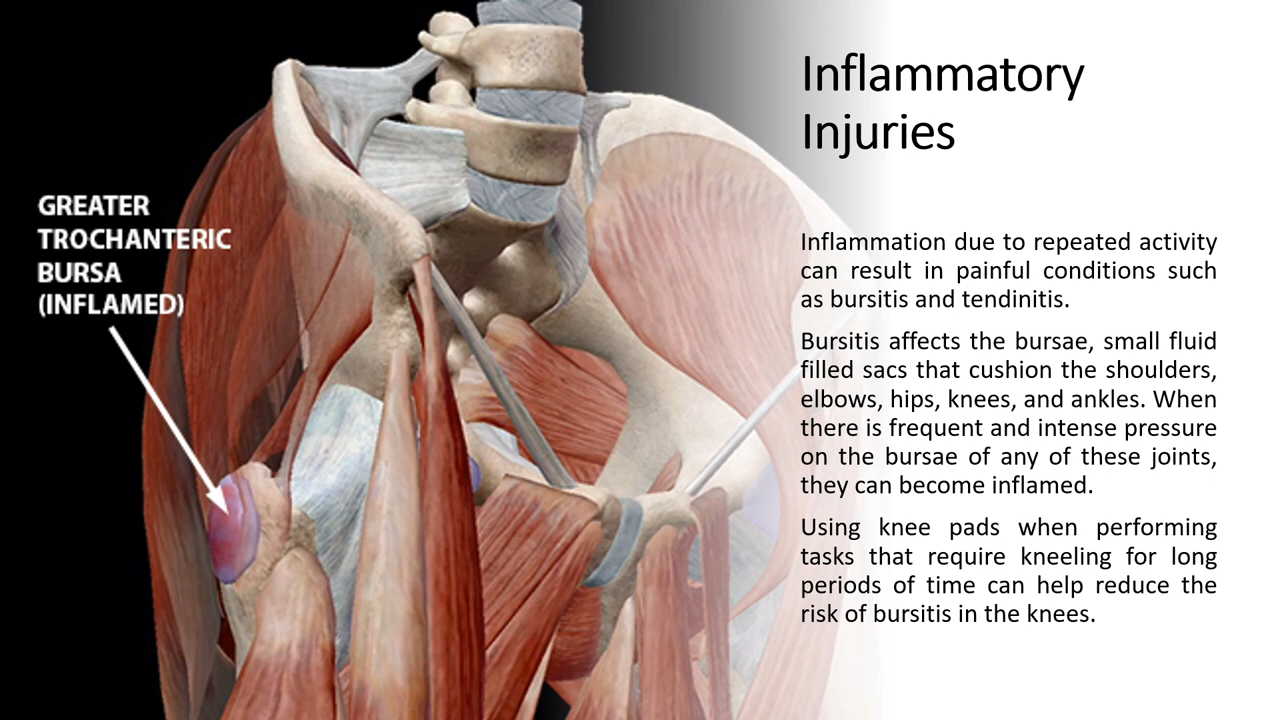 Inflammatory
Injuries
GREATER
TROCHANTERIC
BURSA
(INFLAMED)
Inflammation due to repeated activity
can result in painful conditions such
as bursitis and tendinitis.
Bursitis affects the bursae, small fluid
filled sacs that cushion the shoulders,
elbows, hips, knees, and ankles. When
there is frequent and intense pressure
on the bursae of any of these joints,
they can become inflamed.
Using knee pads when performing
tasks that require kneeling for long
periods of time can help reduce the
risk of bursitis in the knees.